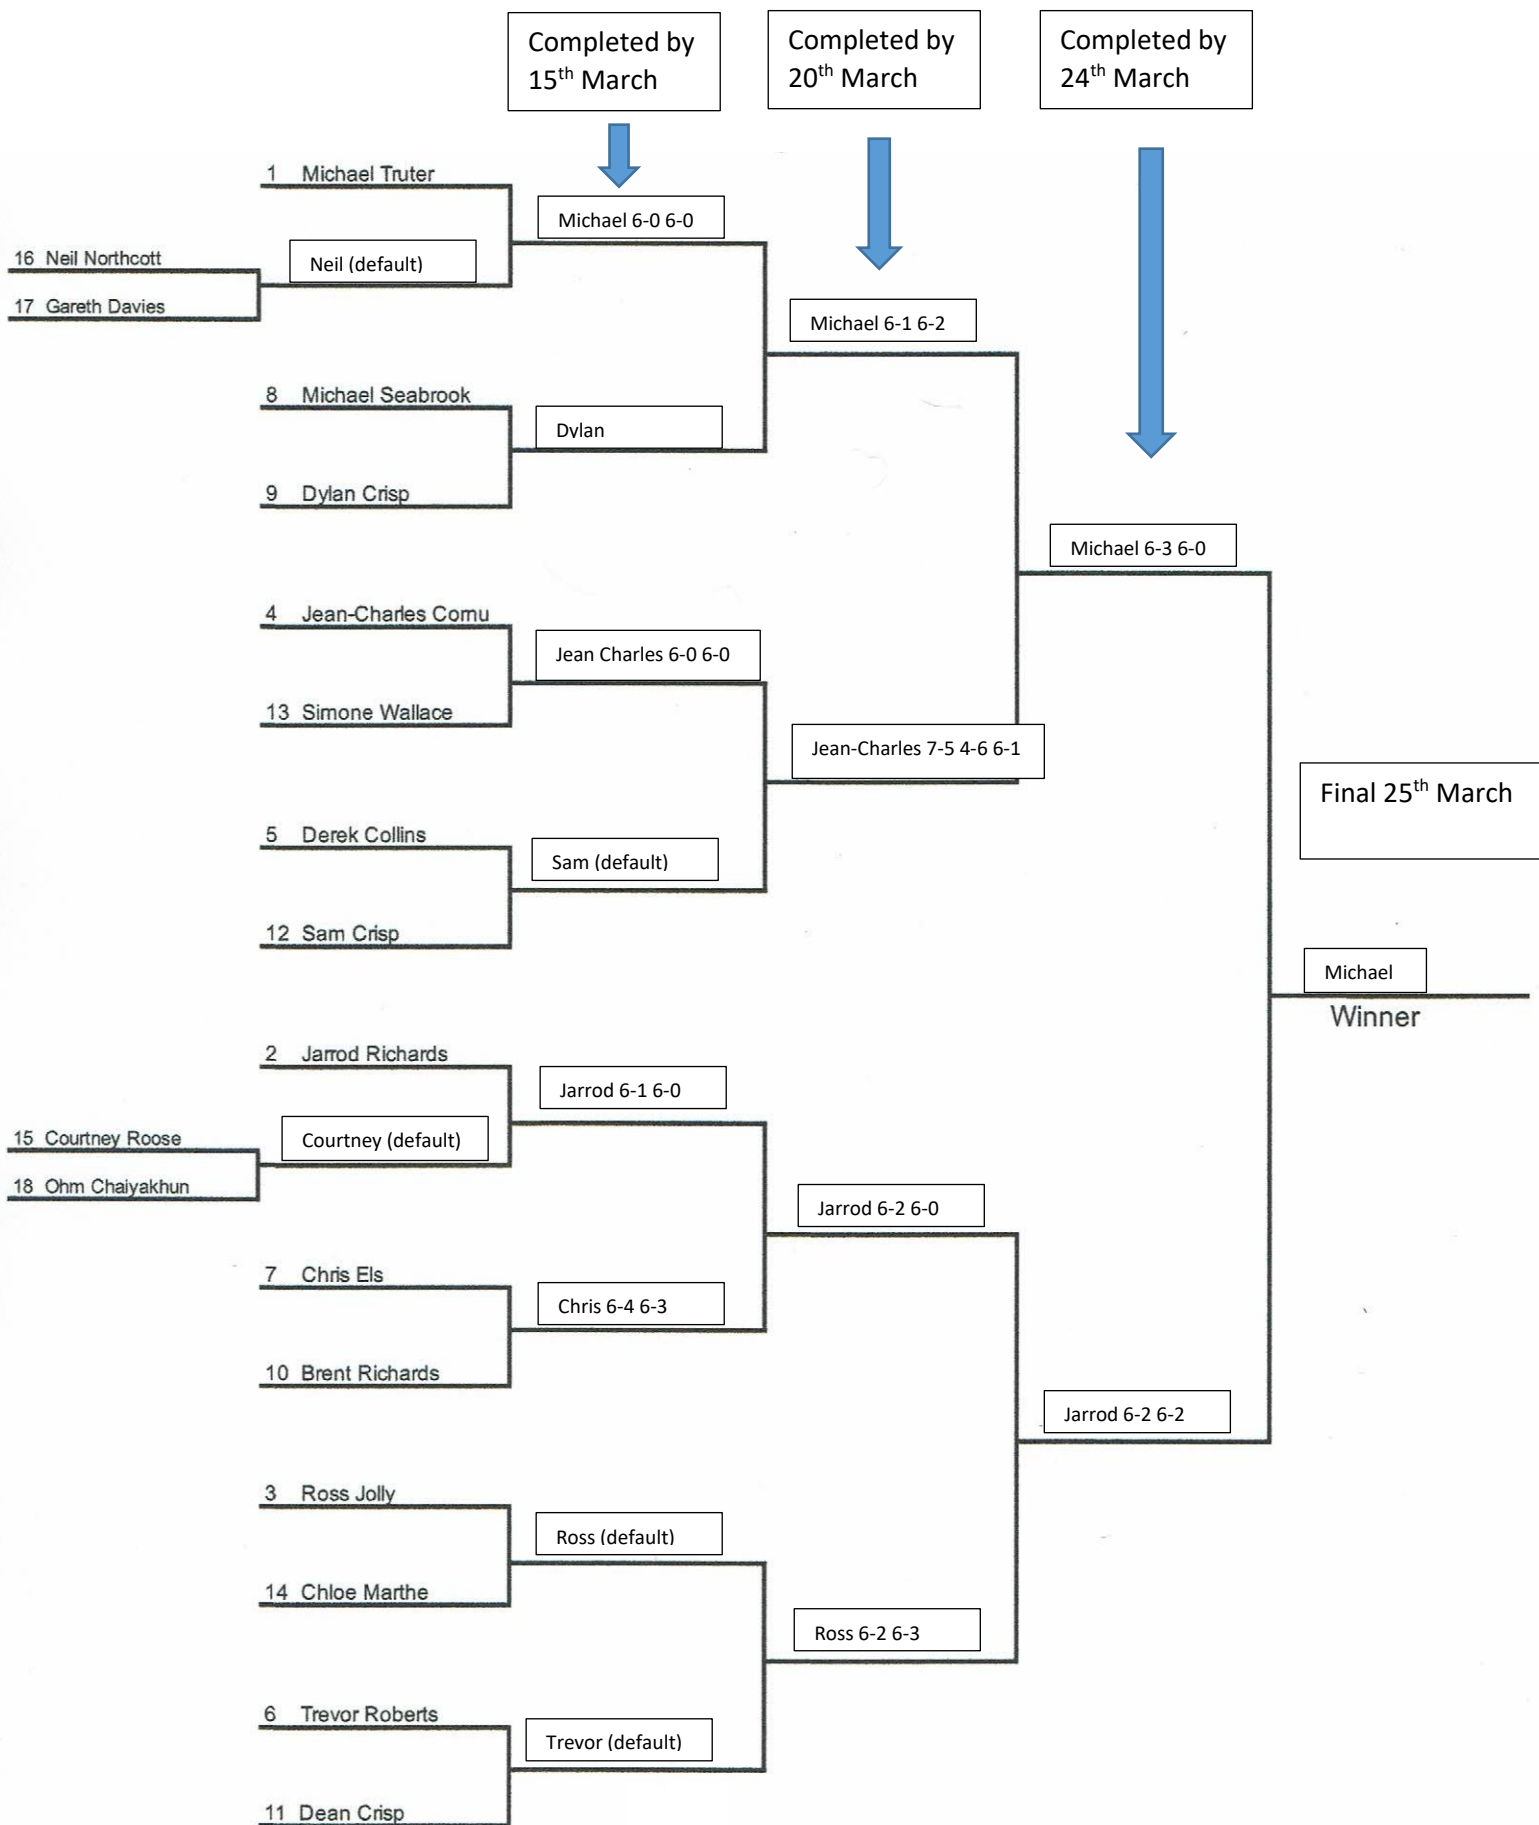 Completed by
15th March
Completed by
20th March
Completed by
24th March
1 Michael Truter
Michael 6-0 6-0
16 Neil Northcott
Neil (default)
17 Gareth Davies
Michael 6-1 6-2
8 Michael Seabrook
Dylan
9 Dylan Crisp
Michael 6-3 6-0
4 Jean-Charles Cornu
Jean Charles 6-0 6-0
13 Simone Wallace
Jean-Charles 7-5 4-6 6-1
Final 25th March
5 Derek Collins
Sam (default)
12 Sam Crisp
Michael
Winner
2 Jarrod Richards
Jarrod 6-1 6-0
15 Courtney Roose
Courtney (default)
18 Ohm Chaiyakhun
Jarrod 6-2 6-0
7 Chris Els
Chris 6-4 6-3
10 Brent Richards
Jarrod 6-2 6-2
3 Ross Jolly
Ross (default)
14 Chloe Marthe
Ross 6-2 6-3
6 Trevor Roberts
Trevor (default)
11 Dean Crisp